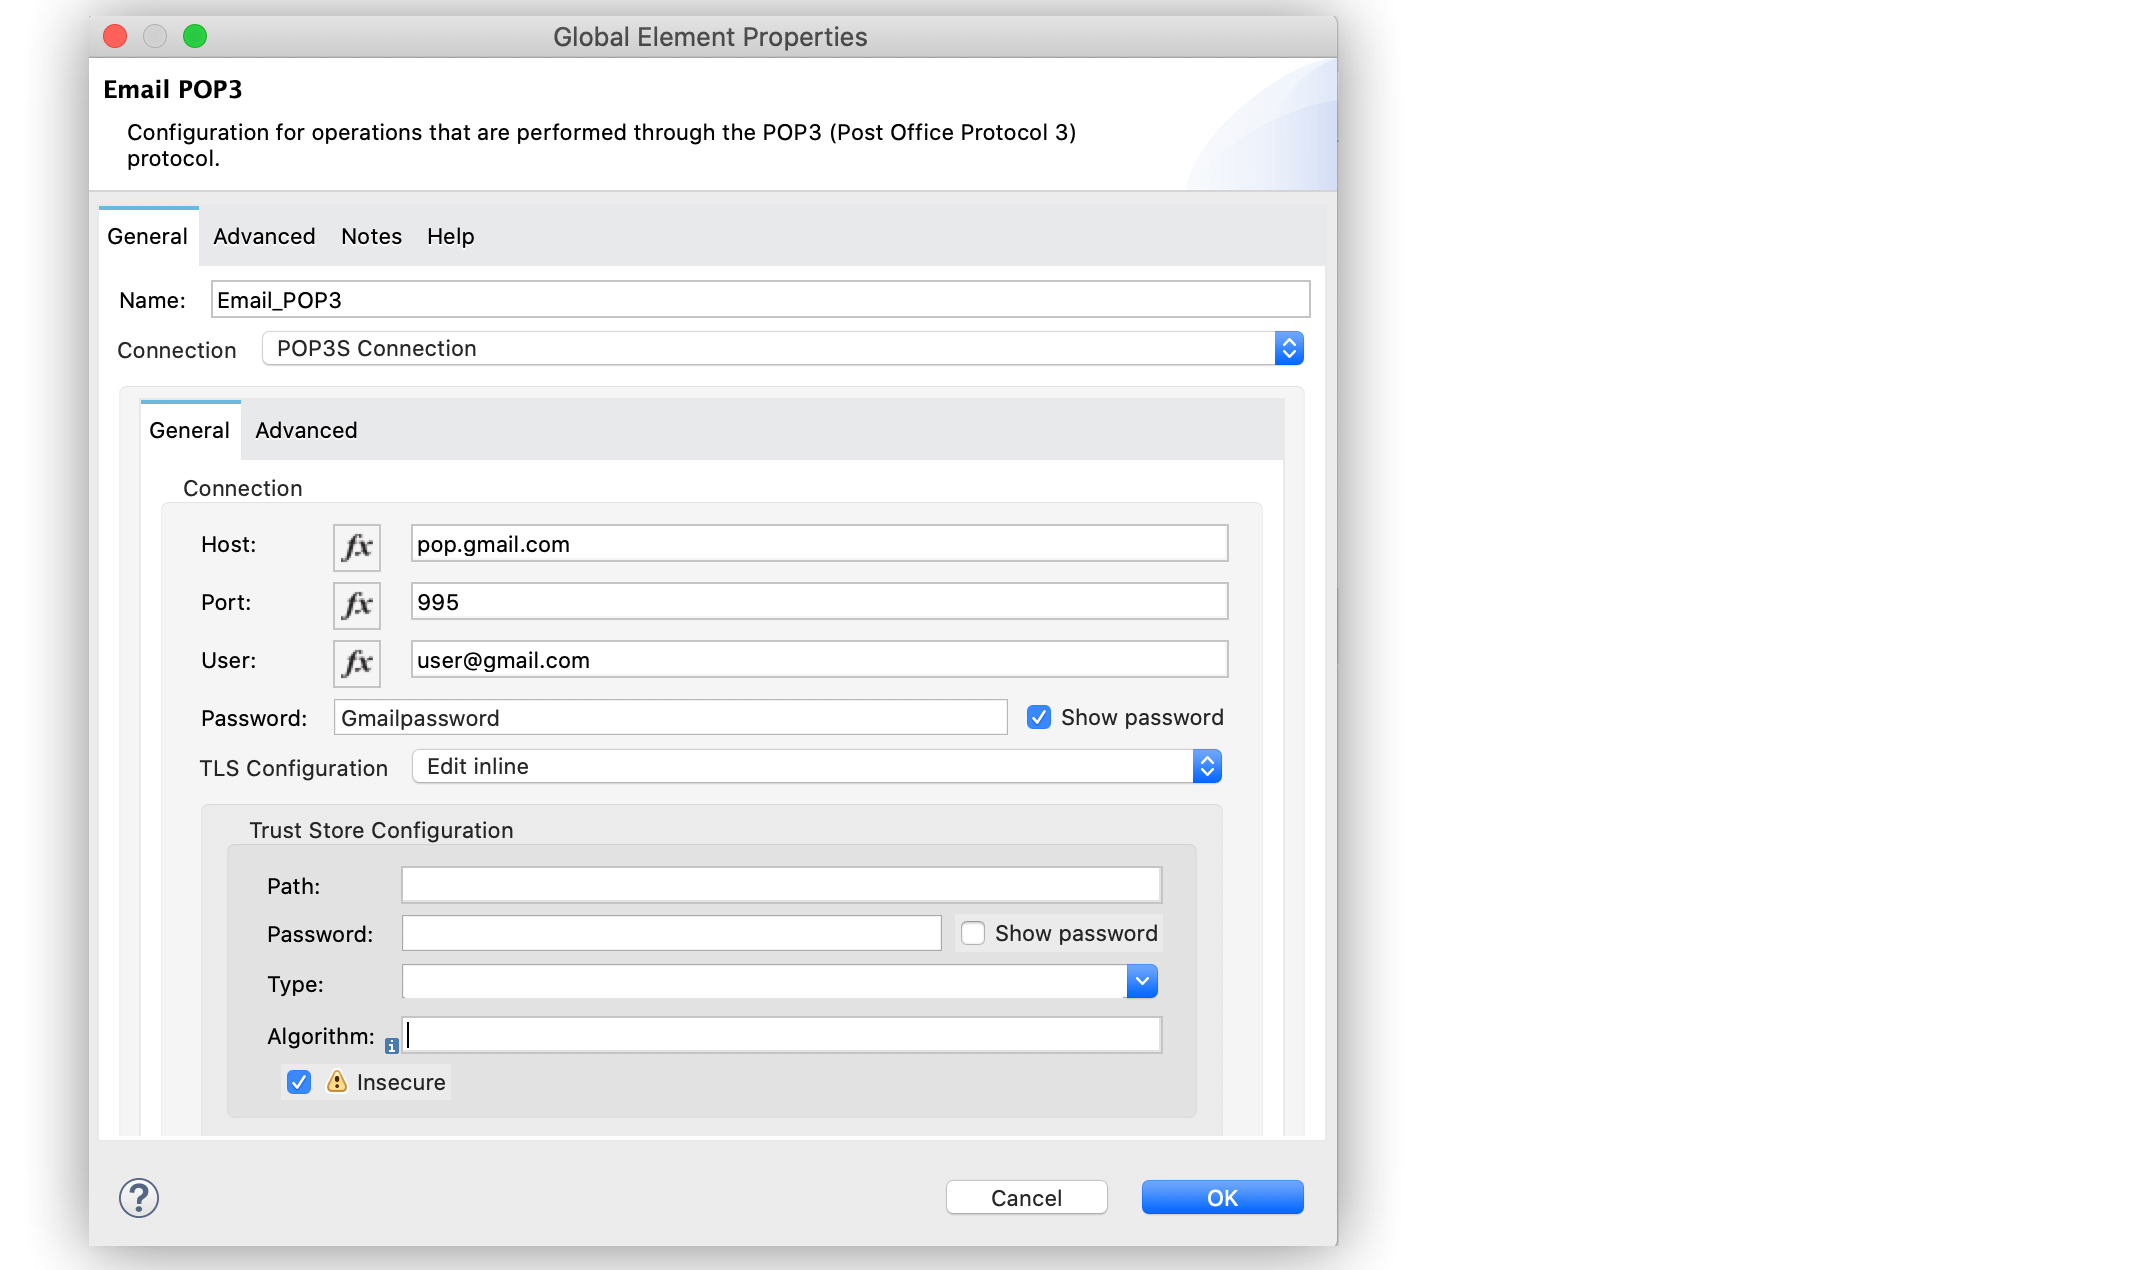 Global Element Properties
Email POP3
Configuration for operations that are performed through the POP3 (Post Office Protocol 3)
protocol.
General Advanced Notes Help
Name: Email_POP3
Connection POP3S Connection
General Advanced
Connection
Host: fx pop.gmail.com
Port: fx 995
User: fx user@gmail.com
Password: Gmailpassword Show password
TLS Configuration Edit inline
Trust Store Configuration
Path:
Password: Show password
Type:
Algorithm: i
Insecure
? Cancel OK